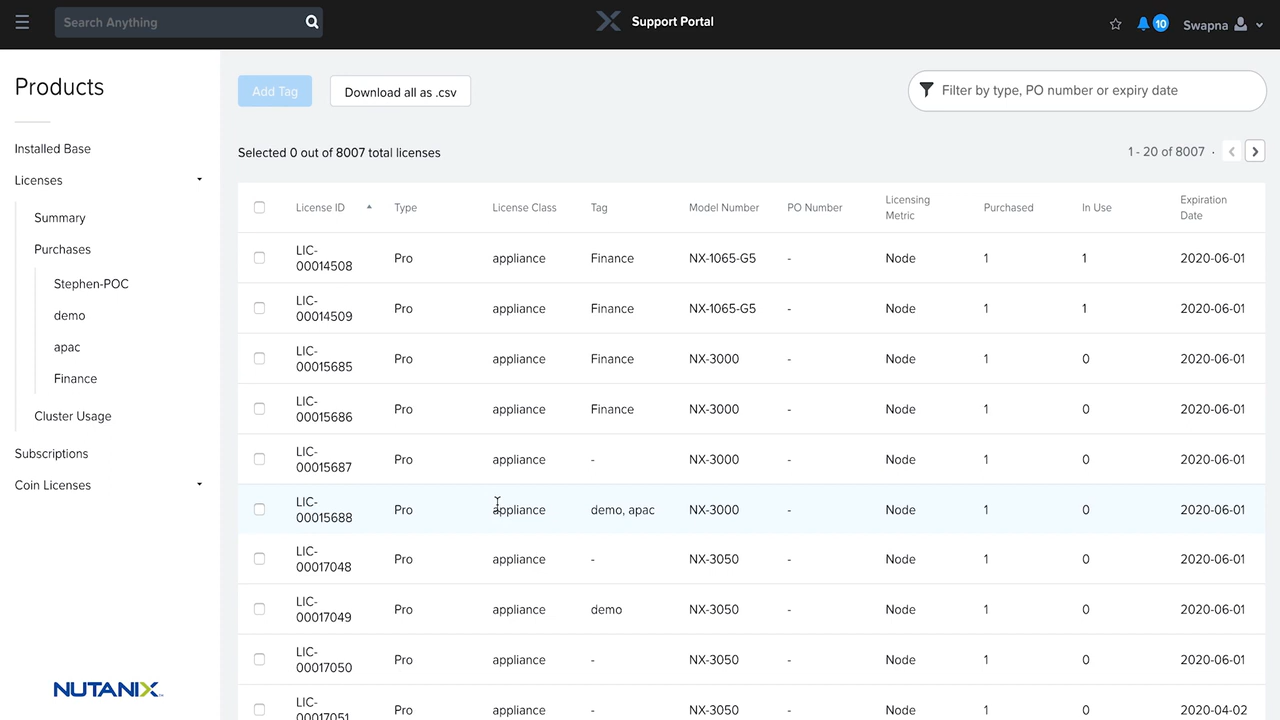 Search Anything
Support Portal
10
Swapna
Products
Installed Base
Licenses
Summary
Purchases
Stephen-POC
demo
apac
Finance
Cluster Usage
Subscriptions
Coin Licenses
NUTANIX
Add Tag
Download all as .csv
Filter by type, PO number or expiry date
Selected 0 out of 8007 total licenses
1 - 20 of 8007 ·
License ID Type License Class Tag Model Number PO Number Licensing Metric Purchased In Use Expiration Date
LIC-00014508 Pro appliance Finance NX-1065-G5 - Node 1 1 2020-06-01
LIC-00014509 Pro appliance Finance NX-1065-G5 - Node 1 1 2020-06-01
LIC-00015685 Pro appliance Finance NX-3000 - Node 1 0 2020-06-01
LIC-00015686 Pro appliance Finance NX-3000 - Node 1 0 2020-06-01
LIC-00015687 Pro appliance - NX-3000 - Node 1 0 2020-06-01
LIC-00015688 Pro appliance demo, apac NX-3000 - Node 1 0 2020-06-01
LIC-00017048 Pro appliance - NX-3050 - Node 1 0 2020-06-01
LIC-00017049 Pro appliance demo NX-3050 - Node 1 0 2020-06-01
LIC-00017050 Pro appliance - NX-3050 - Node 1 0 2020-06-01
LIC-00017051 Pro appliance - NX-3050 - Node 1 0 2020-04-02